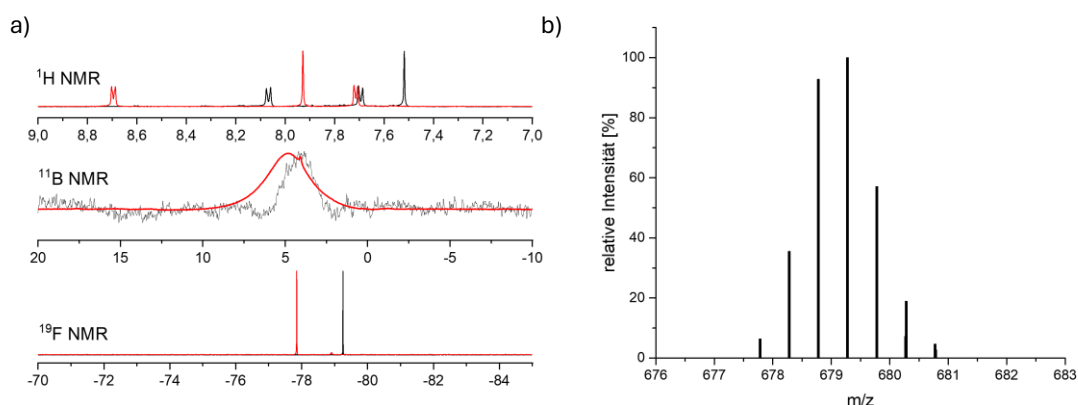 a)
¹H NMR
9,0 8,8 8,6 8,4 8,2 8,0 7,8 7,6 7,4 7,2 7,0
¹¹B NMR
20 15 10 5 0 -5 -10
¹⁹F NMR
-70 -72 -74 -76 -78 -80 -82 -84
b)
relative Intensität [%]
100
80
60
40
20
0
676 677 678 679 680 681 682 683
m/z